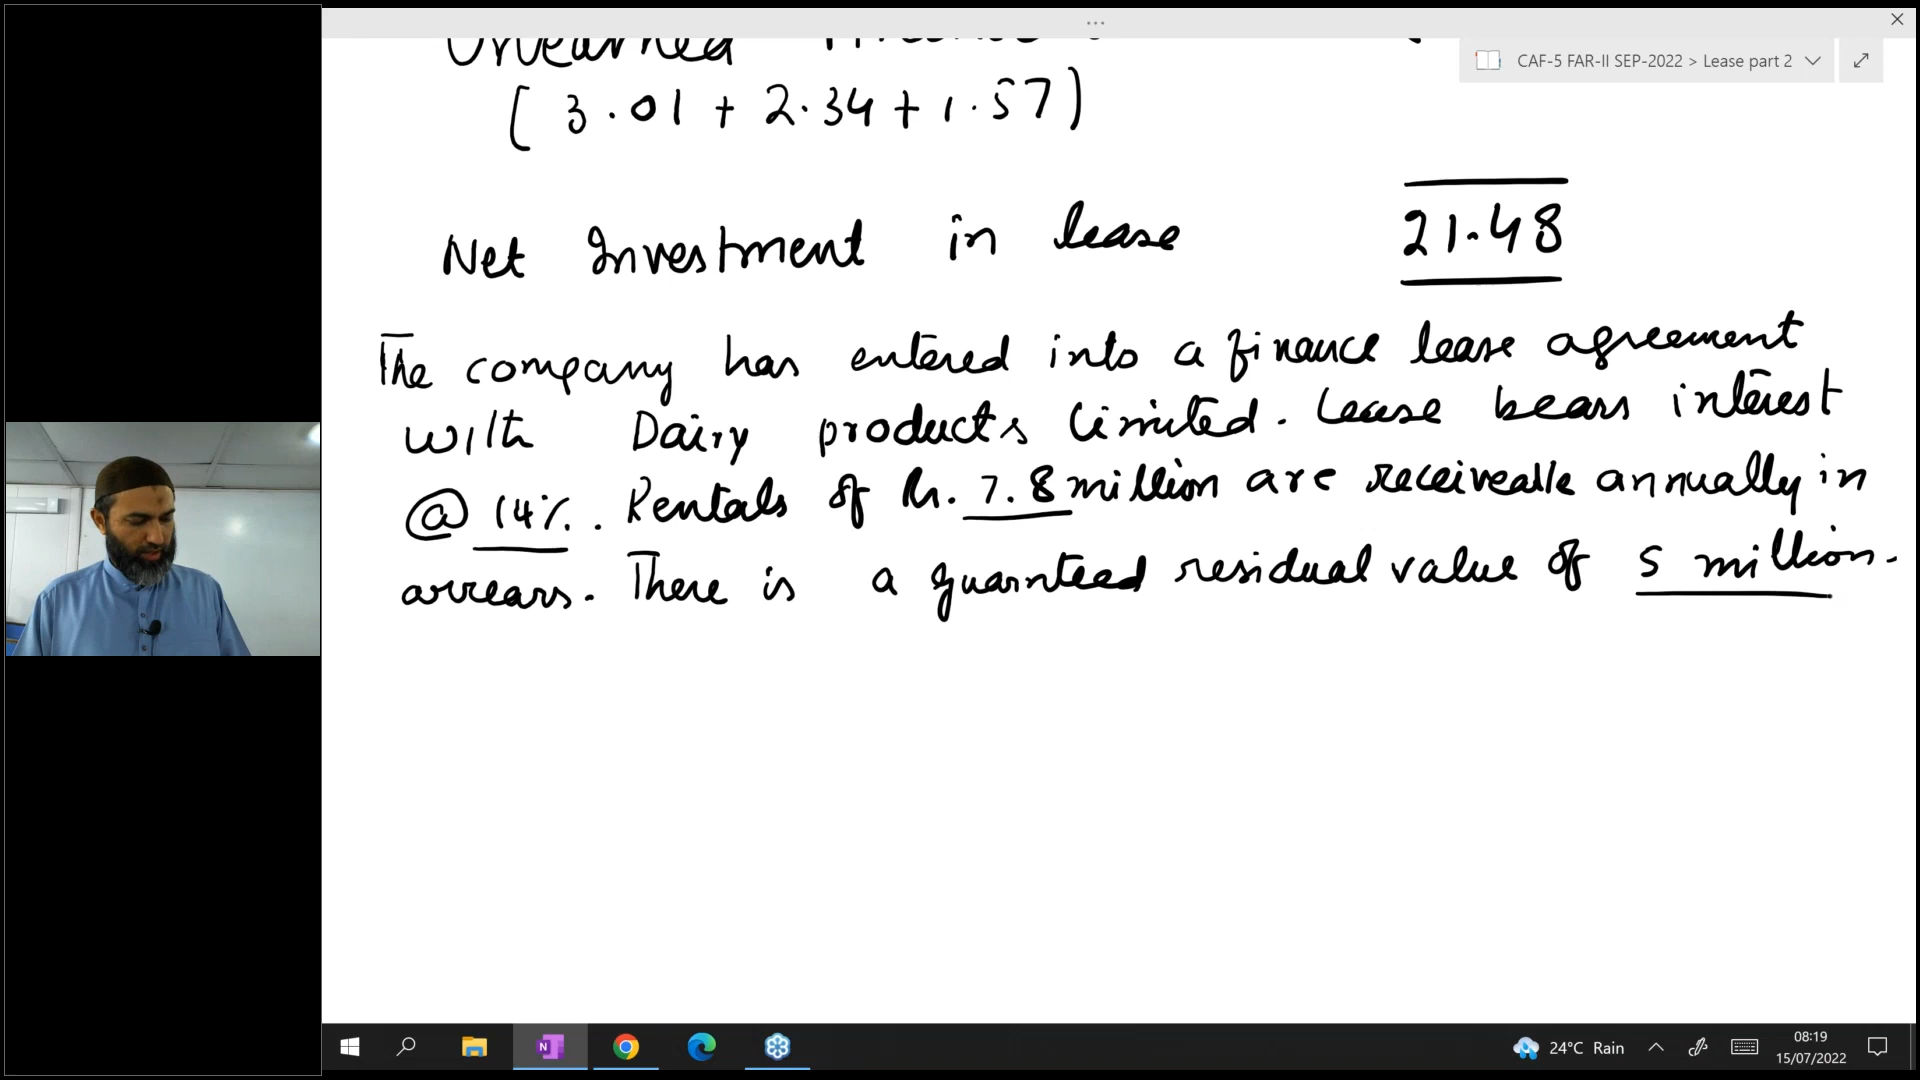 CAF-5 FAR-II SEP-2022 > Lease part 2
Unearned
[ 3.01 + 2.34 + 1.57)
Net Investment in lease 21.48
The company has entered into a finance lease agreement
with Dairy products limited. Lease bears interest
@ 14%. Rentals of Rs. 7.8 million are receiveable annually in
arrears. There is a guarnteed residual value of 5 million.
24°C Rain
08:19
15/07/2022